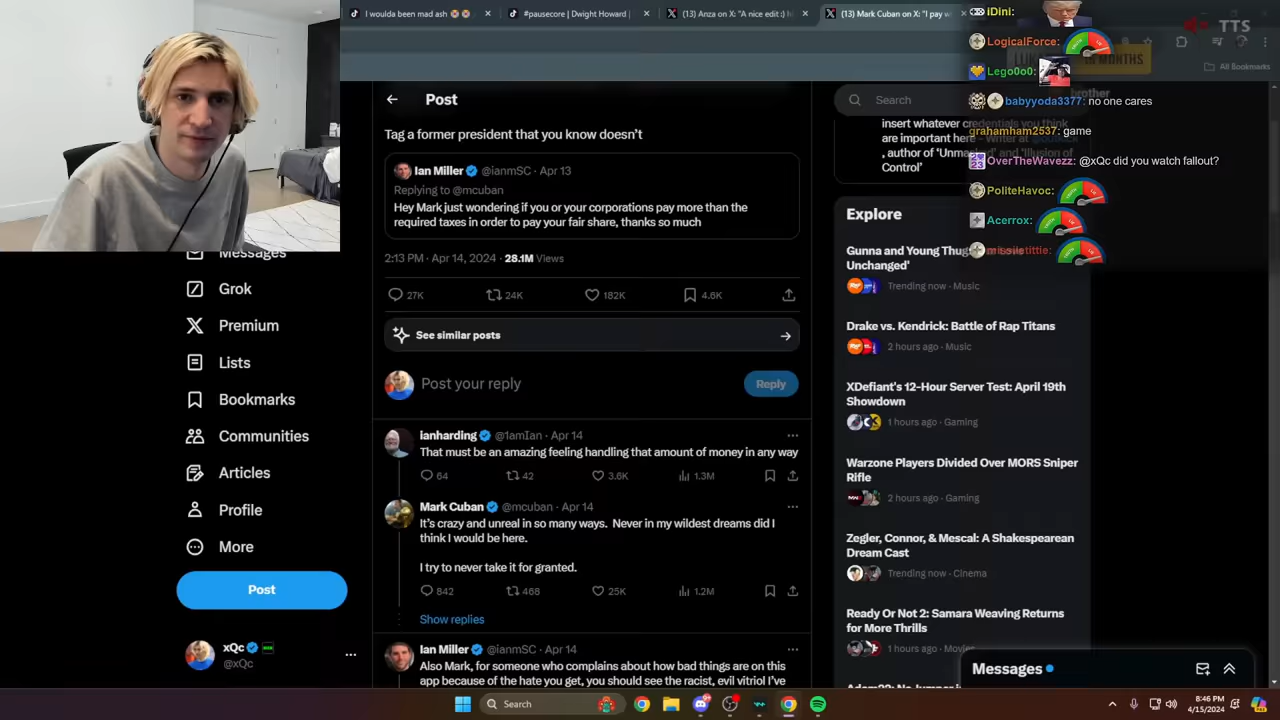 I woulda been mad ash
#pausecore | Dwight Howard |
(13) Anza on X: "A nice edit :)
(13) Mark Cuban on X: "I pay
All Bookmarks
iDini:
TTS
LogicalForce:
MONTHS
Lego0o0:
brother
babyyoda3377: no one cares
grahamham2537: game
OverTheWavezz: @xQc did you watch fallout?
PoliteHavoc:
Acerrox:
Post
Search
insert whatever credentials you think
are important here
, author of
Control'
Tag a former president that you know doesn't
Ian Miller @ianmSC · Apr 13
Replying to @mcuban
Hey Mark just wondering if you or your corporations pay more than the
required taxes in order to pay your fair share, thanks so much
2:13 PM · Apr 14, 2024 · 28.1M Views
27K
24K
182K
4.6K
See similar posts
Post your reply
Reply
ianharding @1amIan · Apr 14
That must be an amazing feeling handling that amount of money in any way
64
42
3.6K
1.3M
Mark Cuban @mcuban · Apr 14
It's crazy and unreal in so many ways. Never in my wildest dreams did I
think I would be here.
I try to never take it for granted.
842
468
25K
1.2M
Show replies
Ian Miller @ianmSC · Apr 14
Also Mark, for someone who complains about how bad things are on this
app because of the hate you get, you should see the racist, evil vitriol I've
Messages
Grok
Premium
Lists
Bookmarks
Communities
Articles
Profile
More
Post
xQc
@xQc
Explore
Gunna and Young Thug
Unchanged'
Trending now · Music
Drake vs. Kendrick: Battle of Rap Titans
2 hours ago · Music
XDefiant's 12-Hour Server Test: April 19th
Showdown
1 hours ago · Gaming
Warzone Players Divided Over MORS Sniper
Rifle
2 hours ago · Gaming
Zegler, Connor, & Mescal: A Shakespearean
Dream Cast
Trending now · Cinema
Ready Or Not 2: Samara Weaving Returns
for More Thrills
1 hours ago · Movies
Messages
Search
8:46 PM
4/15/2024